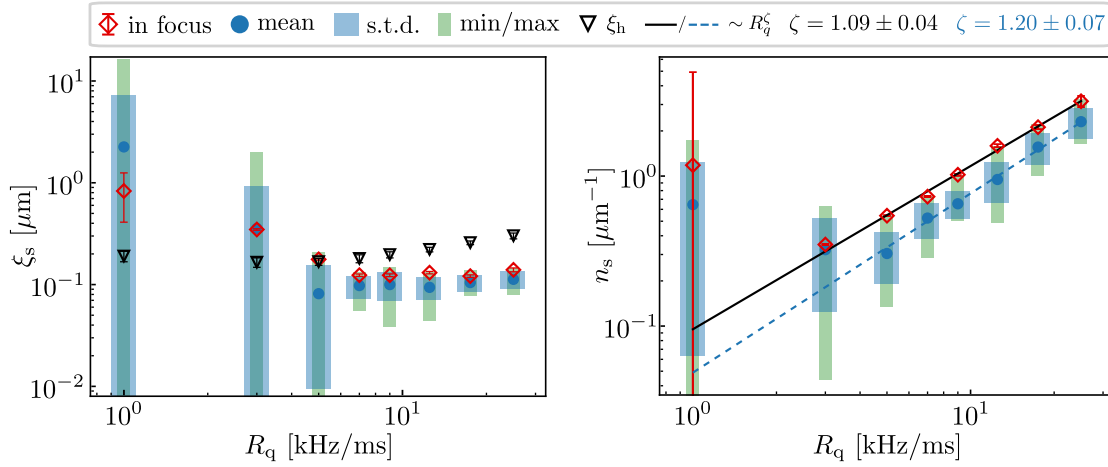 in focus mean s.t.d. min/max ξ_h / ∼ R_q^ζ ζ = 1.09 ± 0.04 ζ = 1.20 ± 0.07
ξ_s [μm]
10^1
10^0
10^−1
10^−2
10^0 10^1
R_q [kHz/ms]
n_s [μm^−1]
10^0
10^−1
10^0 10^1
R_q [kHz/ms]